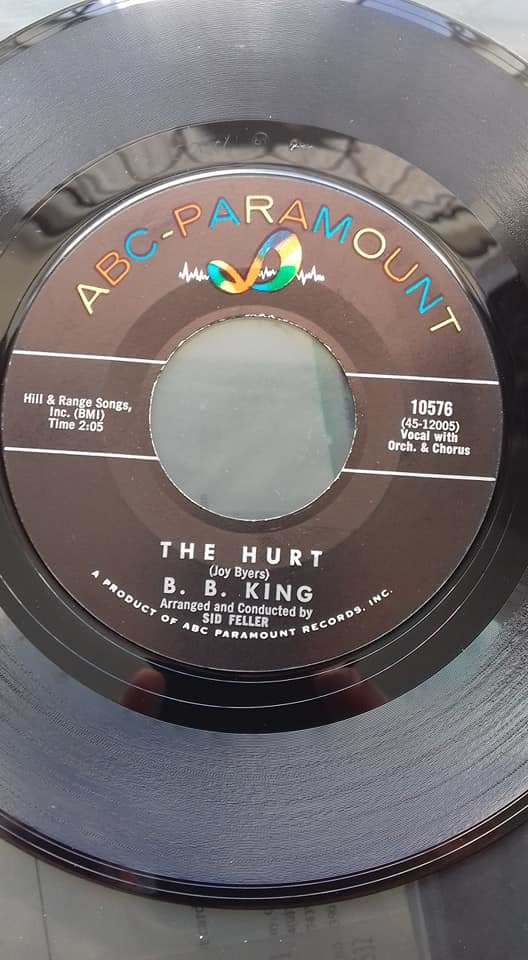 ABC-PARAMOUNT
Hill & Range Songs,
Inc. (BMI)
Time 2:05
10576
(45-12005)
Vocal with
Orch. & Chorus
THE HURT
(Joy Byers)
B. B. KING
Arranged and Conducted by
SID FELLER
A PRODUCT OF ABC PARAMOUNT RECORDS, INC.